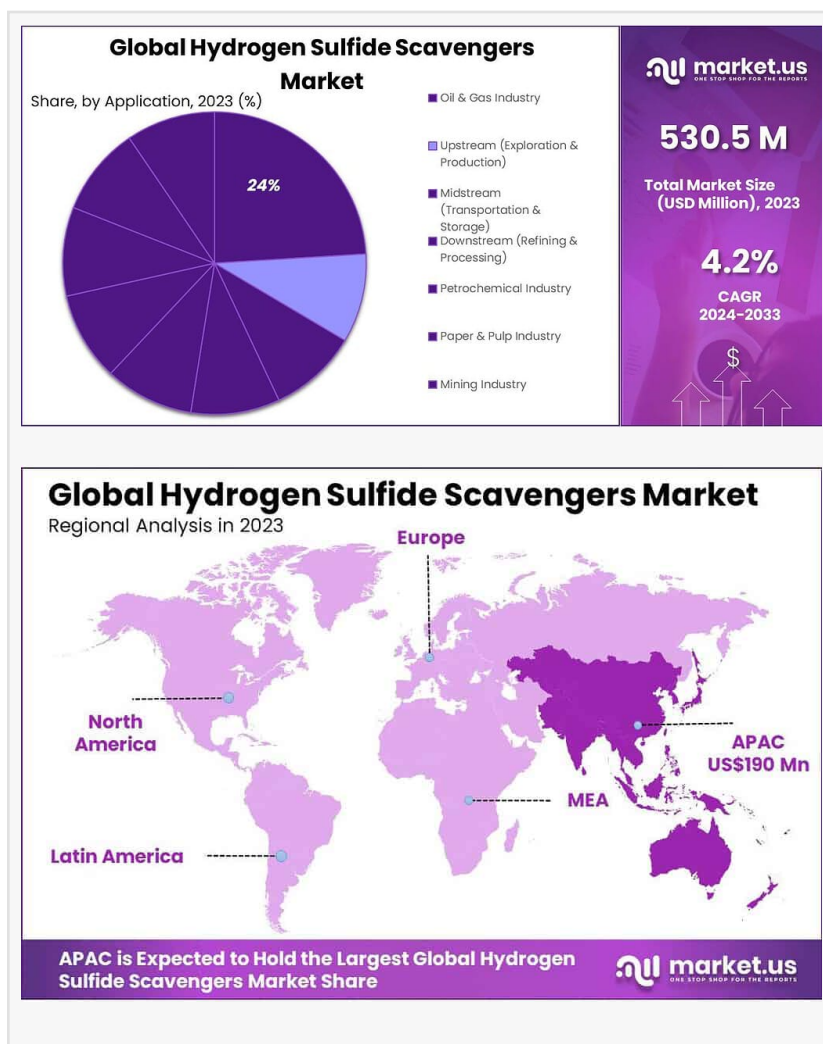 Global Hydrogen Sulfide Scavengers
Market
Share, by Application, 2023 (%)
24%
Oil & Gas Industry
Upstream (Exploration &
Production)
Midstream
(Transportation &
Storage)
Downstream (Refining &
Processing)
Petrochemical Industry
Paper & Pulp Industry
Mining Industry
market.us
ONE STOP SHOP FOR THE REPORTS
530.5 M
Total Market Size
(USD Million), 2023
4.2%
CAGR
2024-2033
$
Global Hydrogen Sulfide Scavengers Market
Regional Analysis in 2023
Europe
North
America
APAC
US$190 Mn
MEA
Latin America
APAC is Expected to Hold the Largest Global Hydrogen
Sulfide Scavengers Market Share
market.us
ONE STOP SHOP FOR THE REPORTS